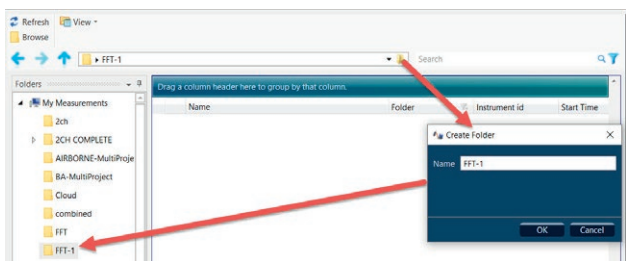 Refresh View
Browse
FFT-1 Search
Folders
Drag a column header here to group by that column.
My Measurements
Name Folder Instrument id Start Time
2ch
2CH COMPLETE
AIRBORNE-MultiProje
BA-MultiProject
Cloud
combined
FFT
FFT-1
Create Folder
Name FFT-1
OK Cancel